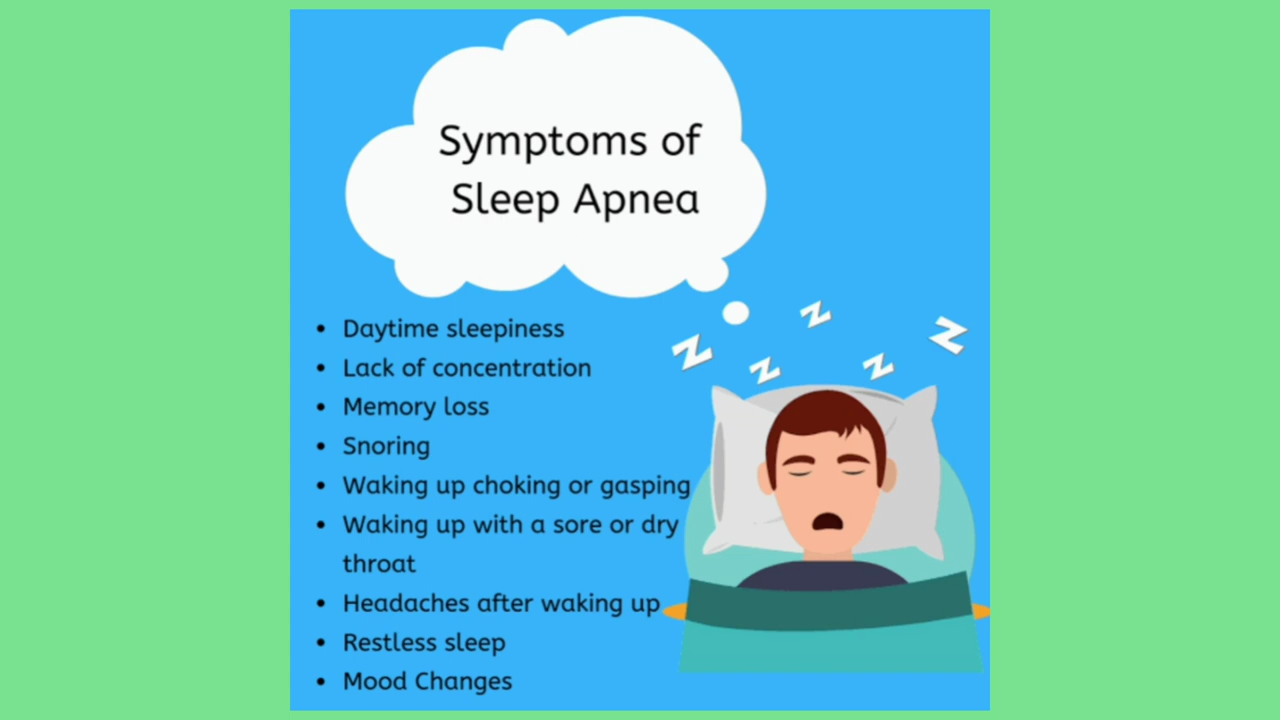 Symptoms of
Sleep Apnea
z
z
z
z
z
• Daytime sleepiness
• Lack of concentration
• Memory loss
• Snoring
• Waking up choking or gasping
• Waking up with a sore or dry
throat
• Headaches after waking up
• Restless sleep
• Mood Changes